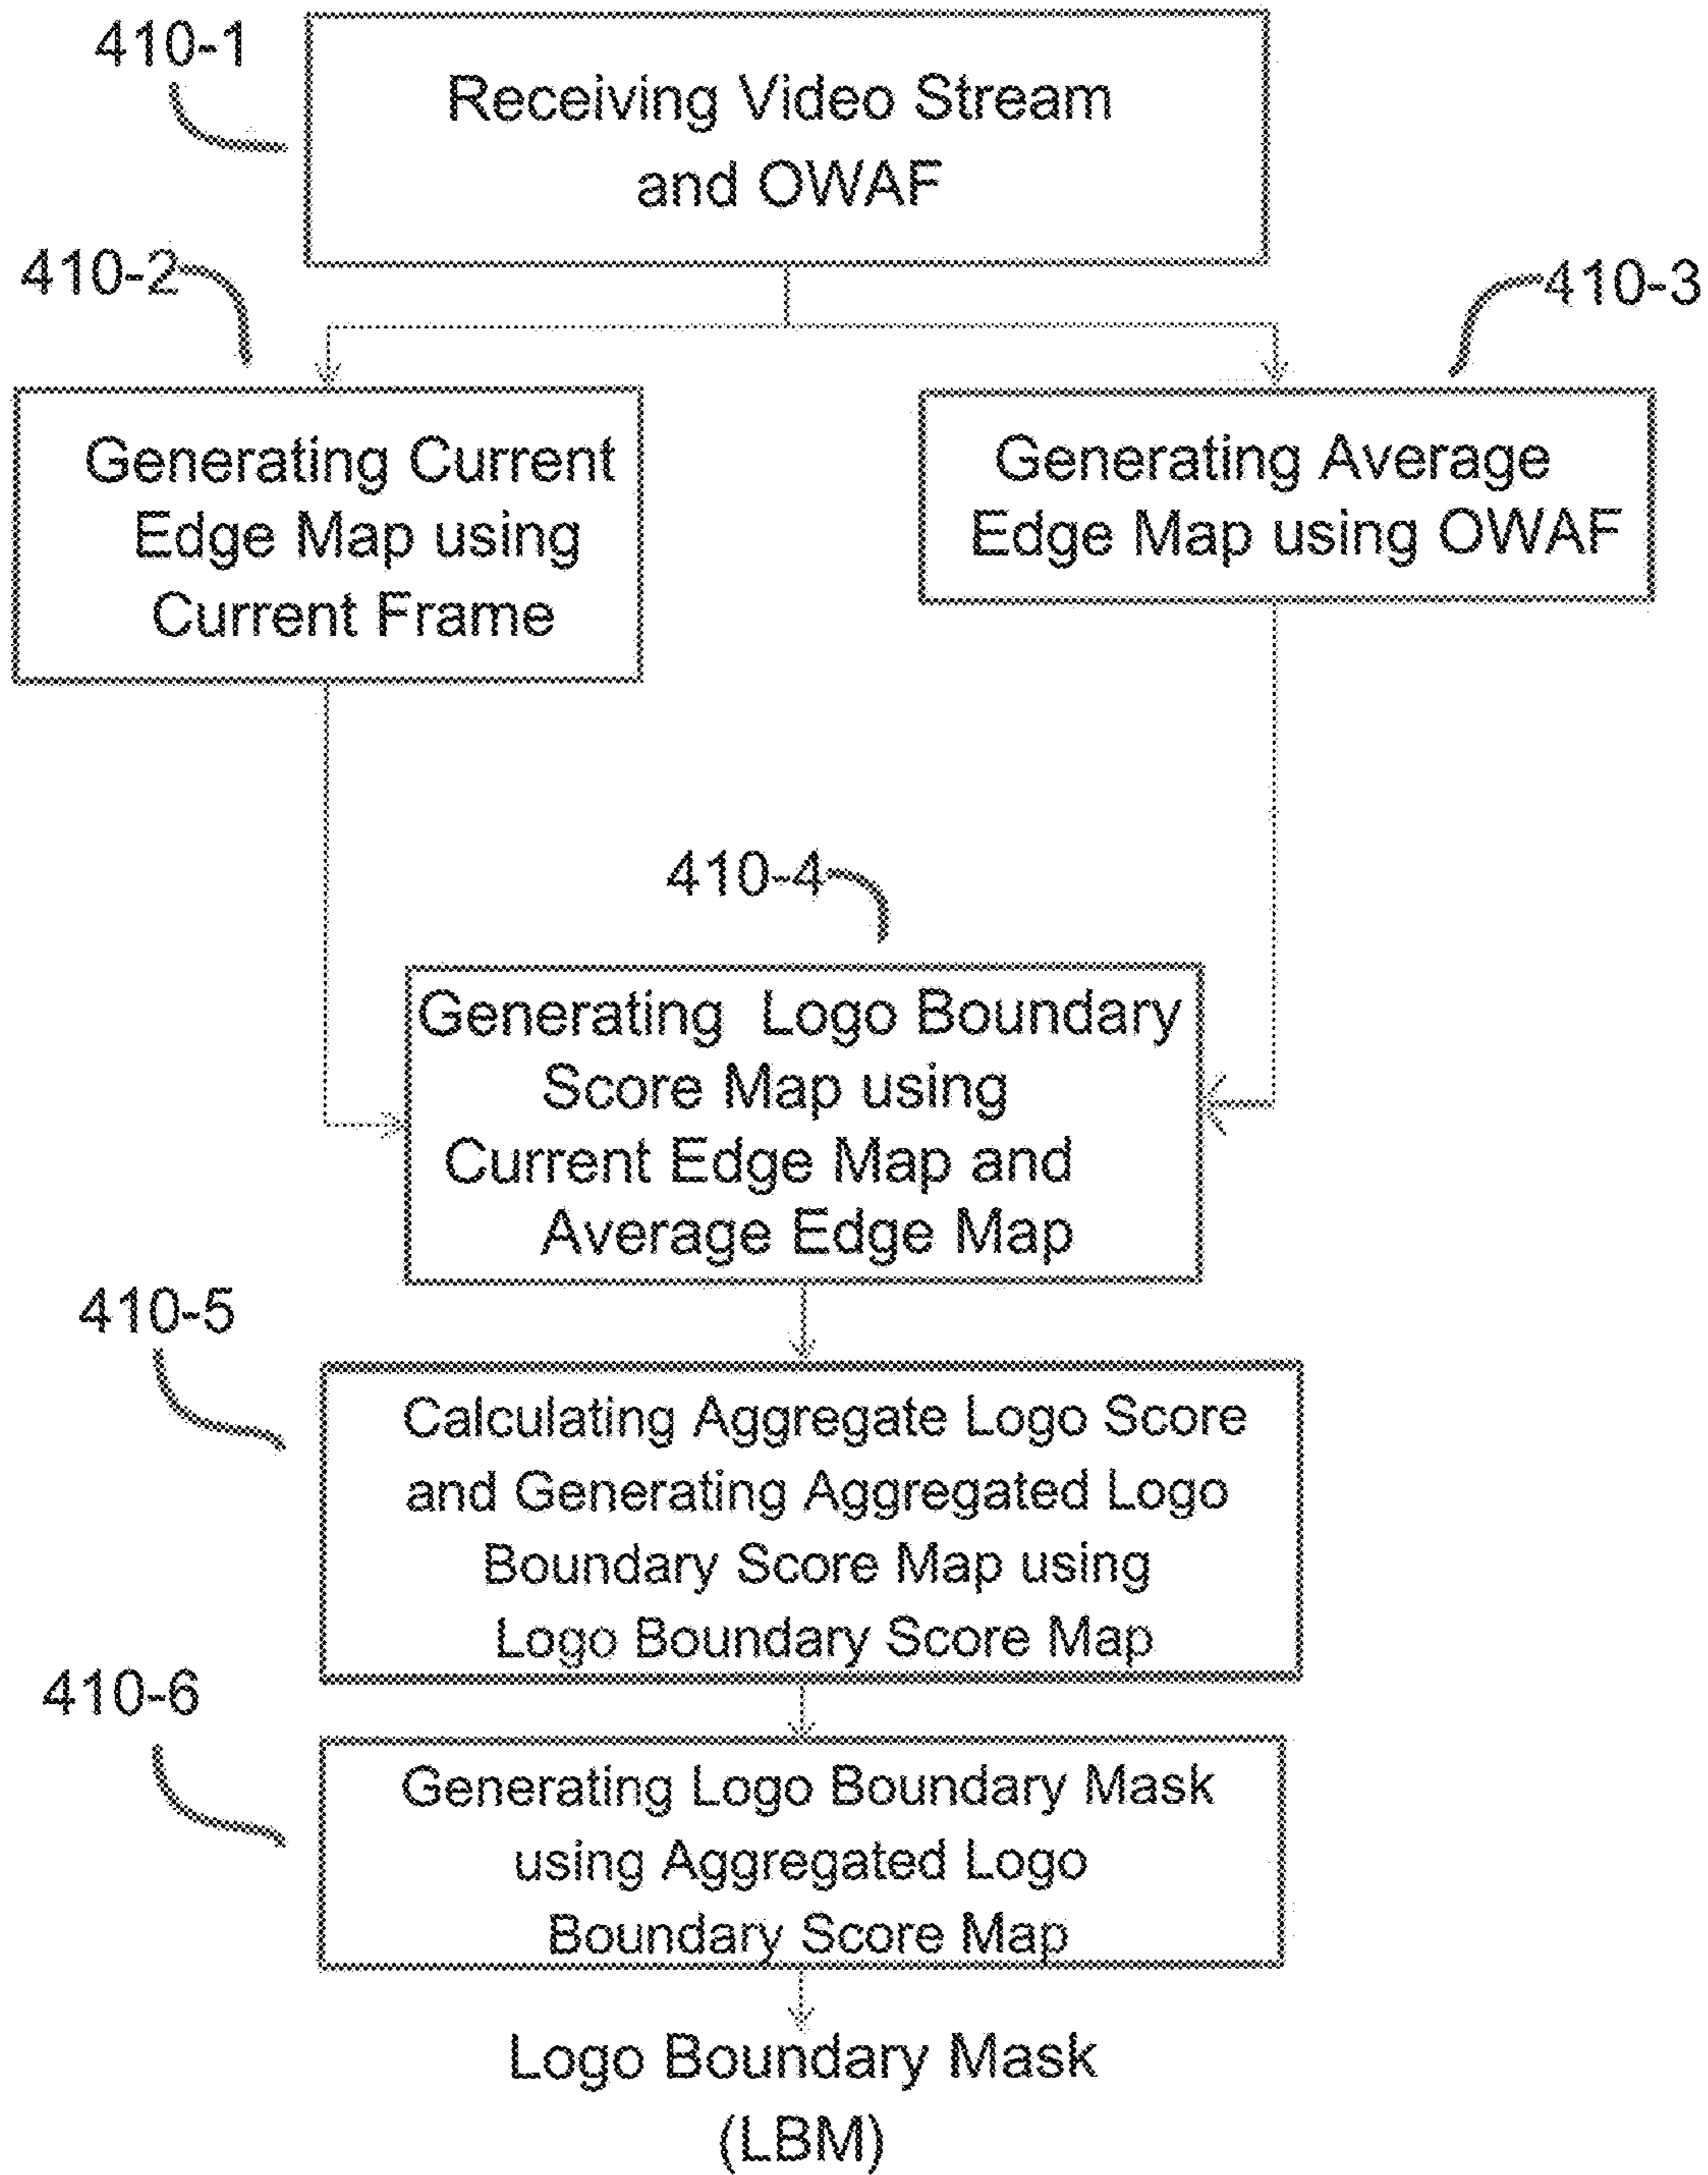 410-1
Receiving Video Stream
and OWAF
410-2
410-3
Generating Current
Edge Map using
Current Frame
Generating Average
Edge Map using OWAF
410-4
Generating Logo Boundary
Score Map using
Current Edge Map and
Average Edge Map
410-5
Calculating Aggregate Logo Score
and Generating Aggregated Logo
Boundary Score Map using
Logo Boundary Score Map
410-6
Generating Logo Boundary Mask
using Aggregated Logo
Boundary Score Map
Logo Boundary Mask
(LBM)